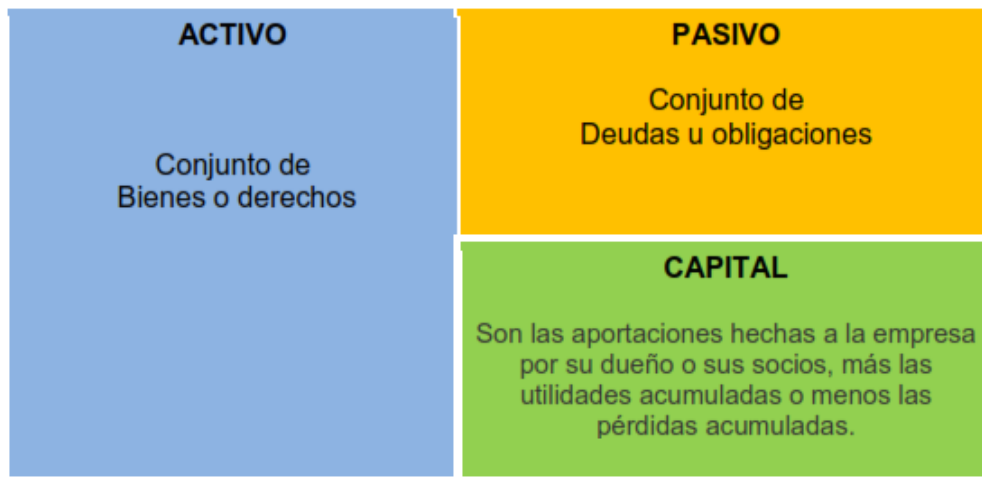 ACTIVO
Conjunto de
Bienes o derechos
PASIVO
Conjunto de
Deudas u obligaciones
CAPITAL
Son las aportaciones hechas a la empresa
por su dueño o sus socios, más las
utilidades acumuladas o menos las
pérdidas acumuladas.